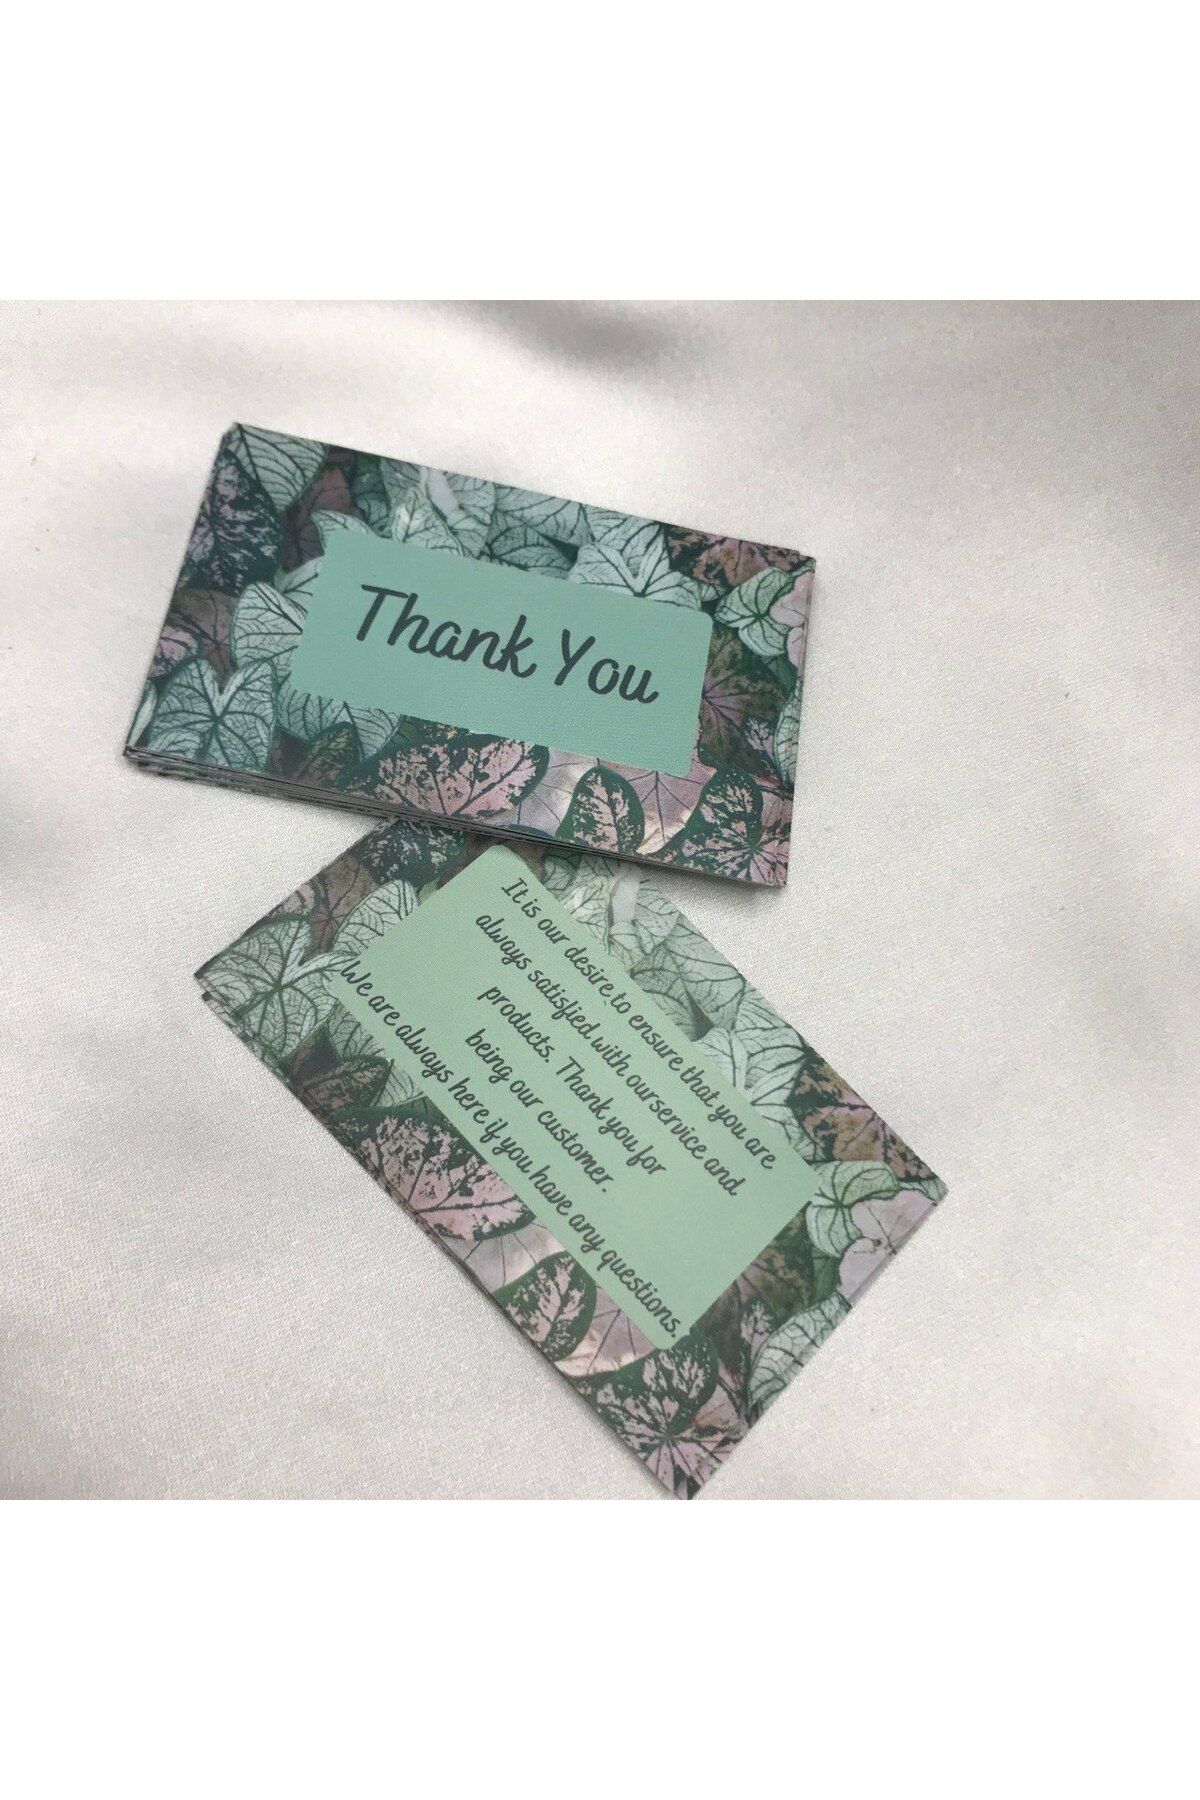 Thank You
It is our desire to ensure that you are
always satisfied with ourservice and
products. Thank you for
being our customer.
We are always here if you have any questions.